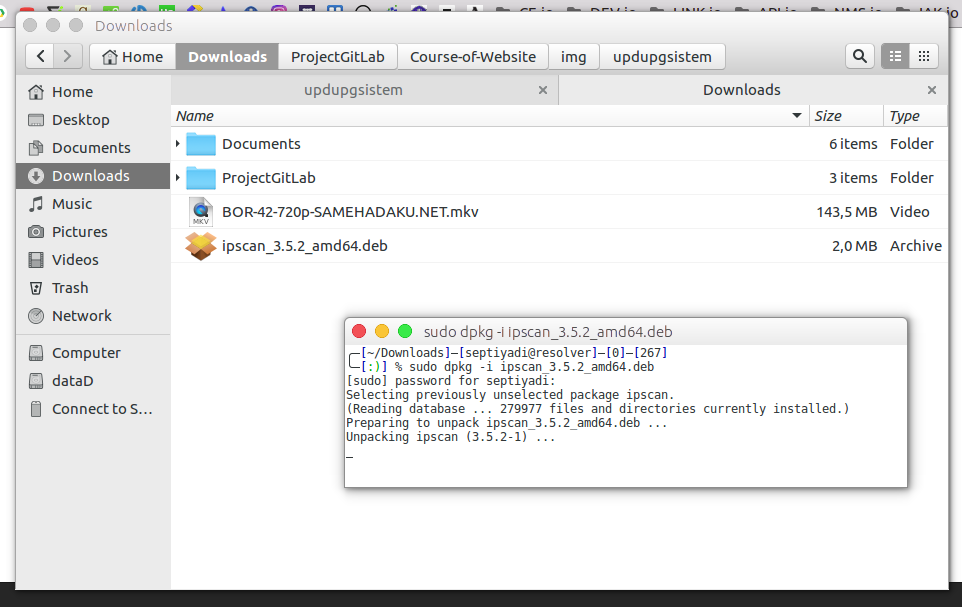 Downloads
Home Downloads ProjectGitLab Course-of-Website img updupgsistem
Home
Desktop
Documents
Downloads
Music
Pictures
Videos
Trash
Network
Computer
dataD
Connect to S...
updupgsistem Downloads
Name Size Type
Documents 6 items Folder
ProjectGitLab 3 items Folder
MKV
BOR-42-720p-SAMEHADAKU.NET.mkv 143,5 MB Video
ipscan_3.5.2_amd64.deb 2,0 MB Archive
sudo dpkg -i ipscan_3.5.2_amd64.deb
[~/Downloads]—[septiyadi@resolver]—[0]—[267]
[:)] % sudo dpkg -i ipscan_3.5.2_amd64.deb
[sudo] password for septiyadi:
Selecting previously unselected package ipscan.
(Reading database ... 279977 files and directories currently installed.)
Preparing to unpack ipscan_3.5.2_amd64.deb ...
Unpacking ipscan (3.5.2-1) ...